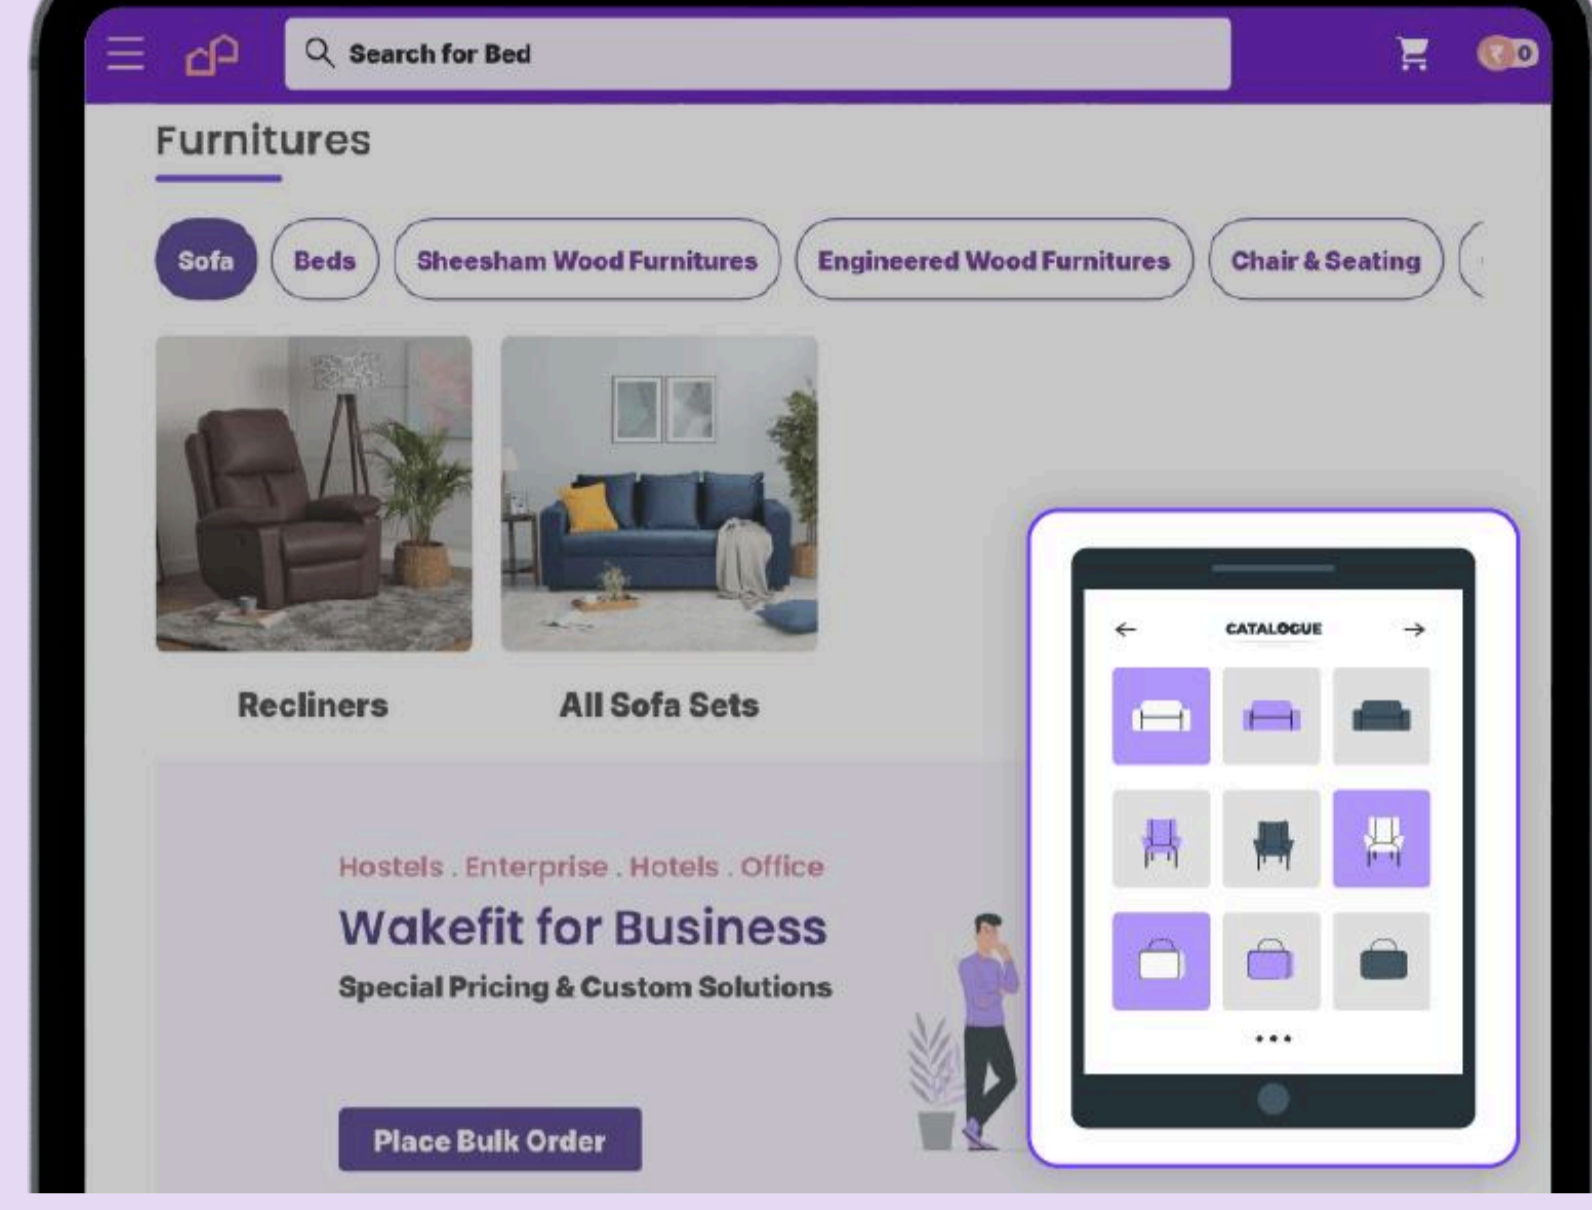 Search for Bed
₹ 0
Furnitures
Sofa
Beds
Sheesham Wood Furnitures
Engineered Wood Furnitures
Chair & Seating
Recliners
All Sofa Sets
CATALOGUE
Hostels . Enterprise . Hotels . Office
Wakefit for Business
Special Pricing & Custom Solutions
Place Bulk Order